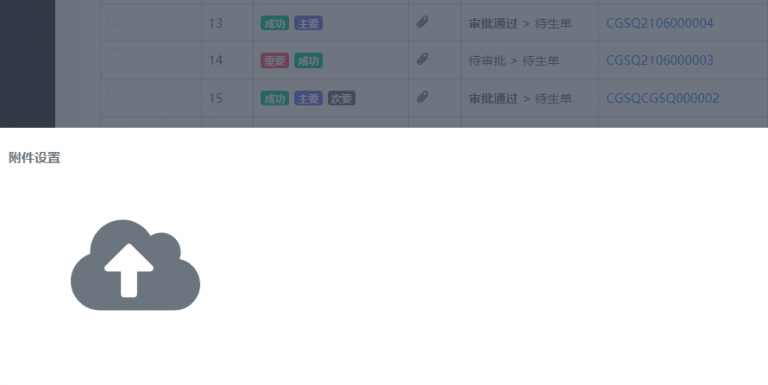 13 成功 主要 审批通过 > 待生单 CGSQ2106000004
14 重要 成功 待审批 > 待生单 CGSQ2106000003
15 成功 主要 次要 审批通过 > 待生单 CGSQCGSQ000002
附件设置